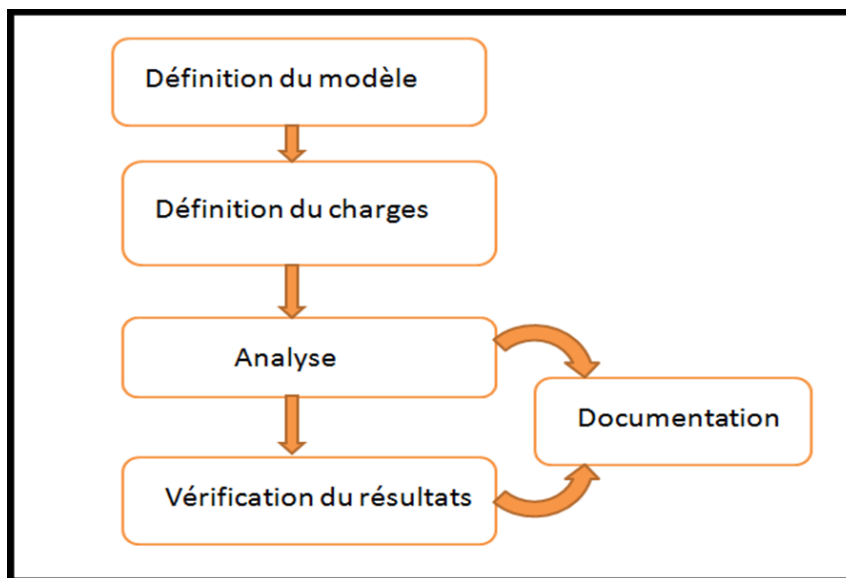 Définition du modèle
Définition du charges
Analyse
Documentation
Vérification du résultats